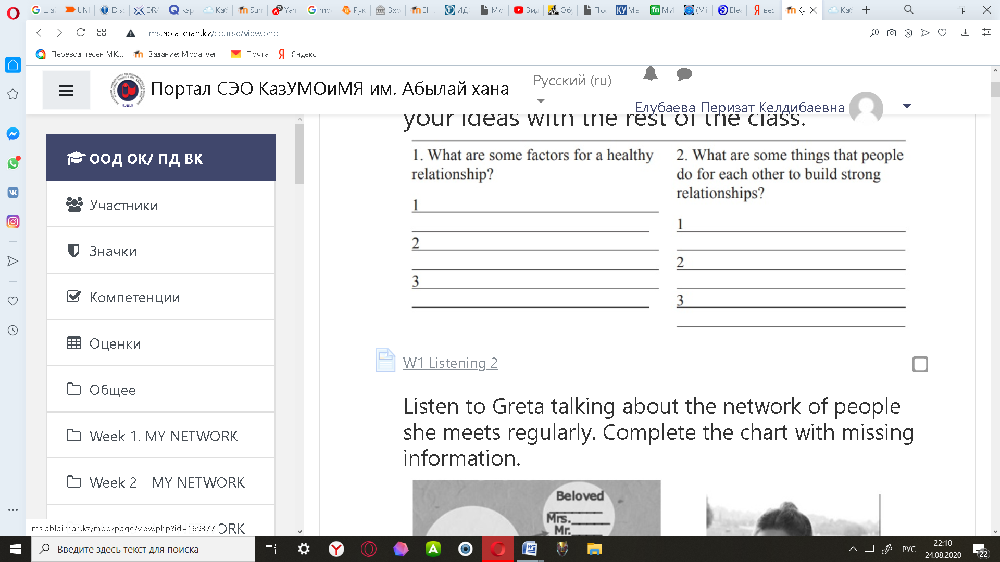 G ша
UNI
Disc
DRA
Кар
Каб
Sun
Yan
G mo
Рук
Вхо
EHU
ИД
Мо
Вид
Обу
По
КУ Мы
МИ
(Mi
Elea
Я вес
Ку
Каб
lms.ablaikhan.kz/course/view.php
Перевод песен МК...
Задание: Modal ver...
Почта
Яндекс
Портал СЭО КазУМОиМЯ им. Абылай хана
Русский (ru)
Елубаева Перизат Келдибаевна
ООД ОК/ ПД ВК
Участники
Значки
Компетенции
Оценки
Общее
Week 1. MY NETWORK
Week 2 - MY NETWORK
ORK
lms.ablaikhan.kz/mod/page/view.php?id=169377
your ideas with the rest of the class.
1. What are some factors for a healthy
relationship?
1
2
3
2. What are some things that people
do for each other to build strong
relationships?
1
2
3
W1 Listening 2
Listen to Greta talking about the network of people
she meets regularly. Complete the chart with missing
information.
Beloved
Mrs.
Mr.
Введите здесь текст для поиска
РУС
22:10
24.08.2020
22